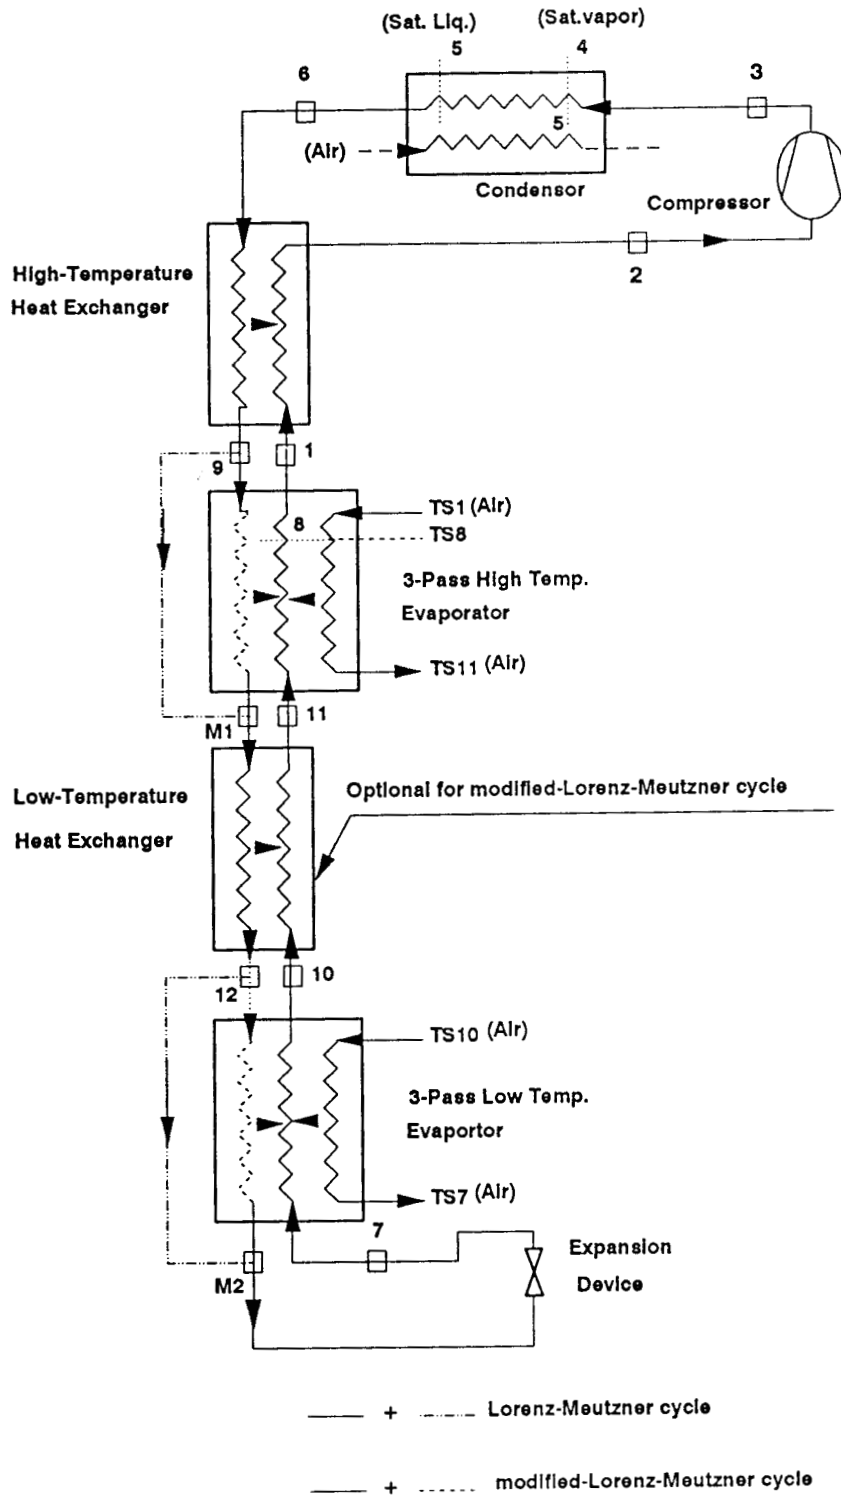 (Sat. Liq.)
(Sat.vapor)
5
4
6
3
5
(Air)
Condensor
Compressor
2
High-Temperature
Heat Exchanger
9
1
TS1 (Air)
8
TS8
3-Pass High Temp.
Evaporator
TS11 (Air)
M1
11
Low-Temperature
Heat Exchanger
Optional for modified-Lorenz-Meutzner cycle
12
10
TS10 (Air)
3-Pass Low Temp.
Evaportor
TS7 (Air)
7
M2
Expansion
Device
+ Lorenz-Meutzner cycle
+ modified-Lorenz-Meutzner cycle